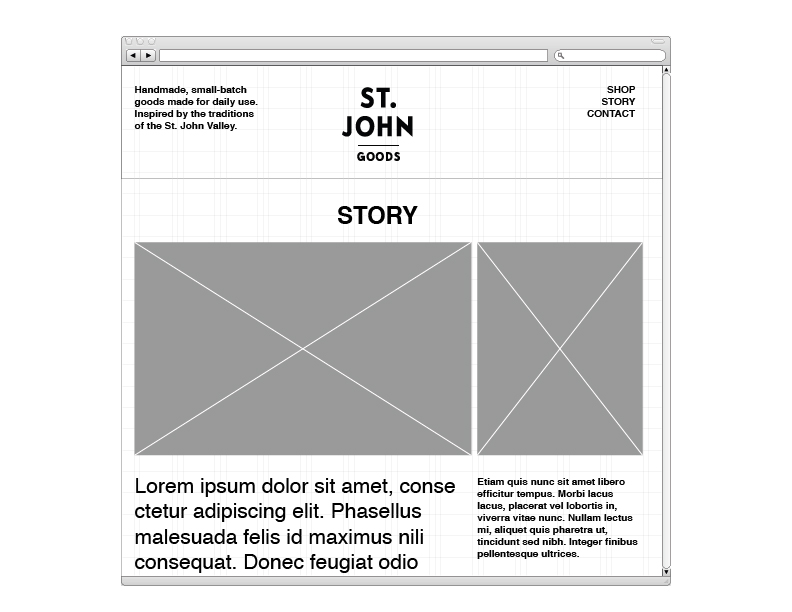 Handmade, small-batch
goods made for daily use.
Inspired by the traditions
of the St. John Valley.
ST.
JOHN
GOODS
SHOP
STORY
CONTACT
STORY
Lorem ipsum dolor sit amet, conse
ctetur adipiscing elit. Phasellus
malesuada felis id maximus nili
consequat. Donec feugiat odio
Etiam quis nunc sit amet libero
efficitur tempus. Morbi lacus
lacus, placerat vel lobortis in,
viverra vitae nunc. Nullam lectus
mi, aliquet quis pharetra ut,
tincidunt sed nibh. Integer finibus
pellentesque ultrices.